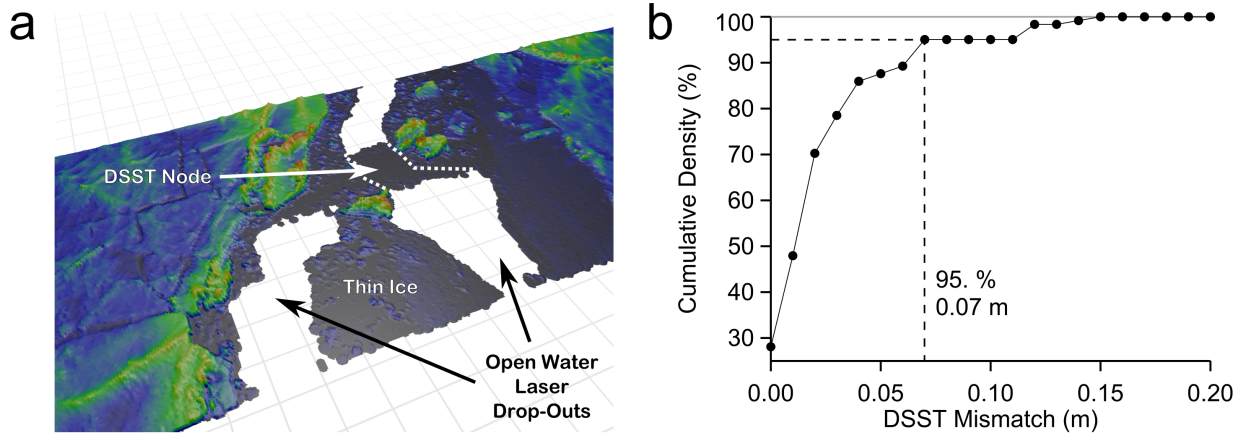 a
DSST Node
Thin Ice
Open Water
Laser
Drop-Outs
b
Cumulative Density (%)
100
90
80
70
60
50
40
30
95. %
0.07 m
0.00
0.05
0.10
0.15
0.20
DSST Mismatch (m)